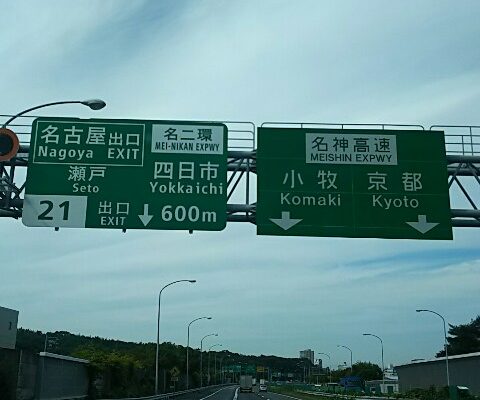 名古屋 出口
Nagoya EXIT
名二環
MEI-NIKAN EXPWY
瀬戸
Seto
四日市
Yokkaichi
21 出口
EXIT
600m
名神高速
MEISHIN EXPWY
小牧 京都
Komaki Kyoto